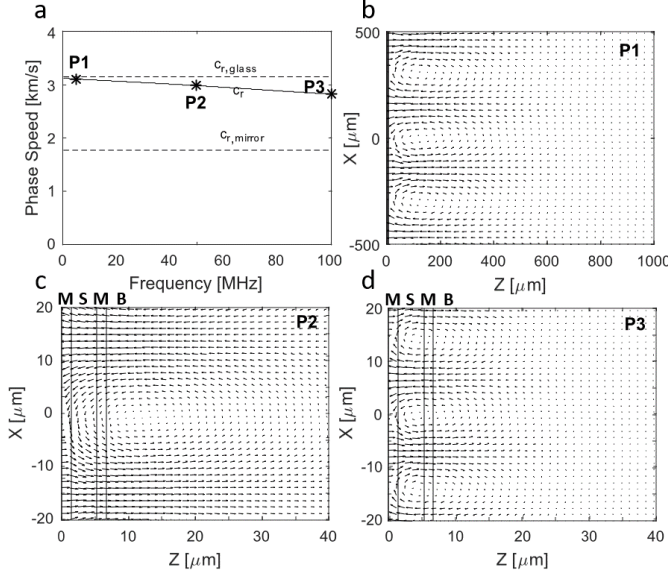 a
4
3
2
1
0
0
20
40
60
80
100
Phase Speed [km/s]
Frequency [MHz]
P1
P2
P3
c r,glass
c r
c r,mirror
b
P1
500
0
-500
X [μm]
0
200
400
600
800
1000
Z [μm]
c
M S M B
P2
20
10
0
-10
-20
X [μm]
0
10
20
30
40
Z [μm]
d
M S M B
P3
20
10
0
-10
-20
X [μm]
0
10
20
30
40
Z [μm]